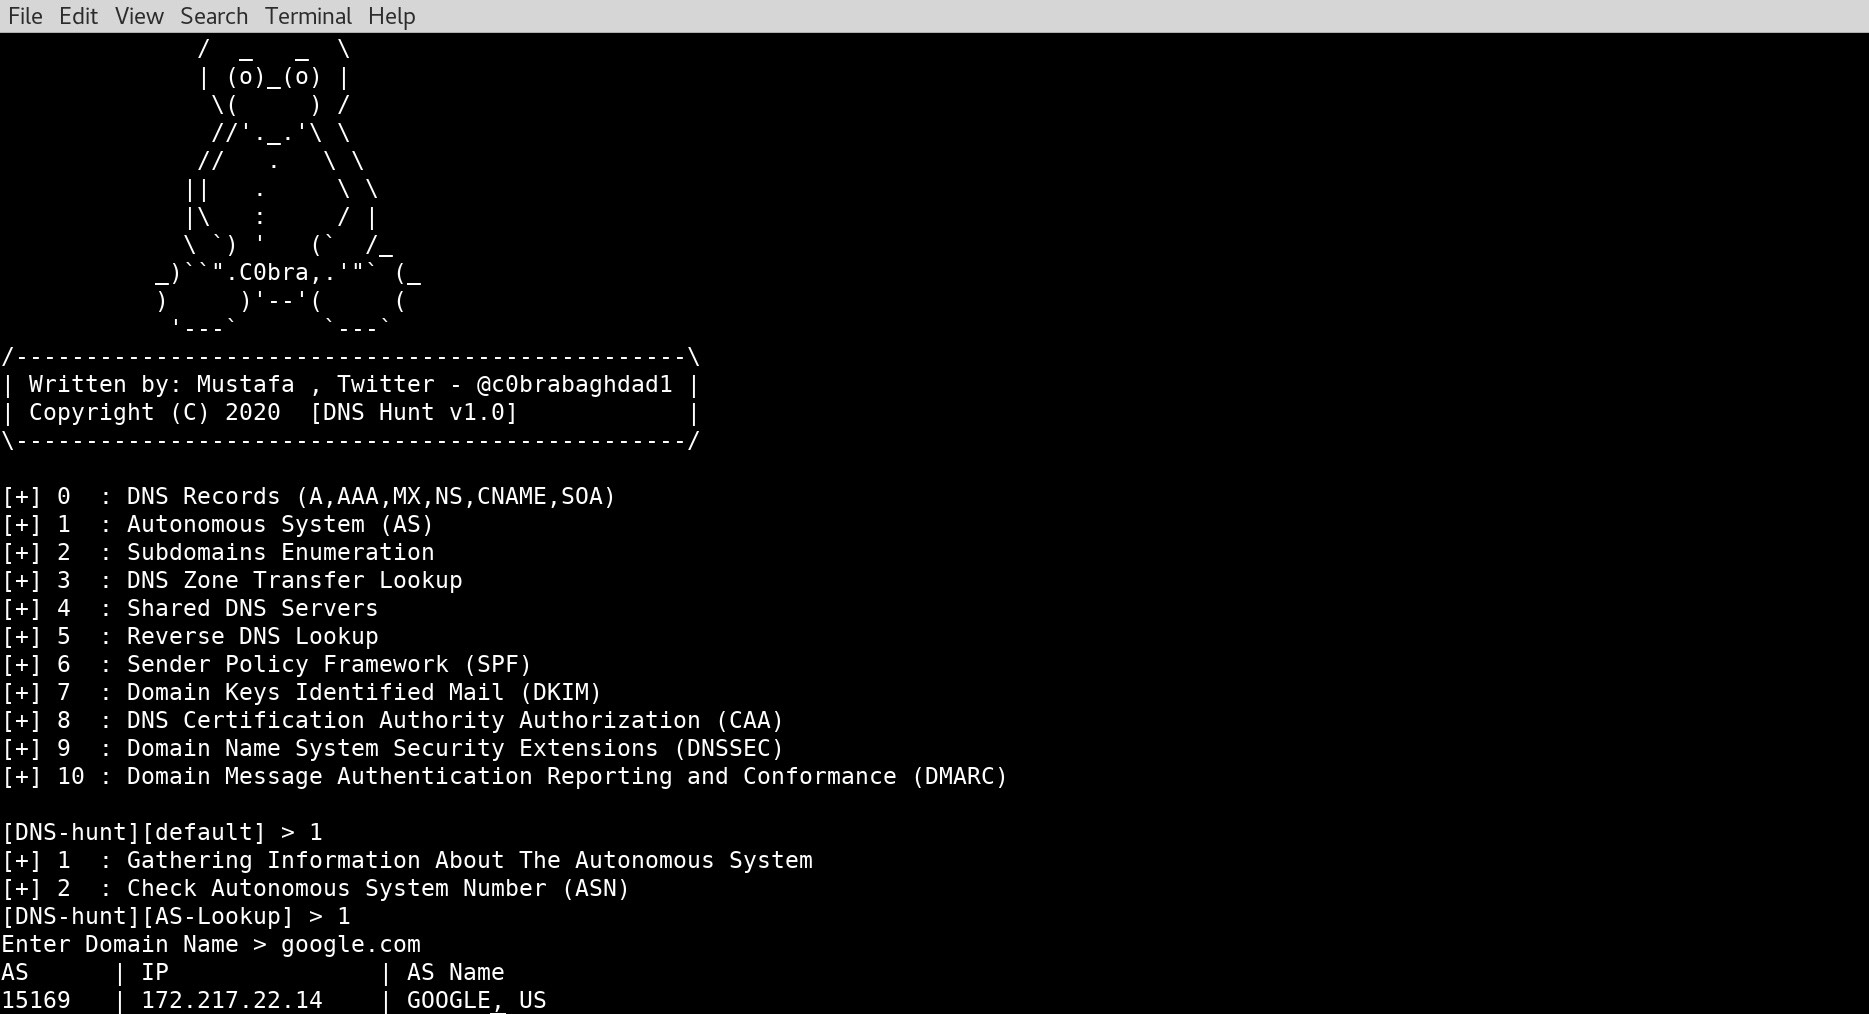 File Edit View Search Terminal Help
              /  _   _  \
              | (o)_(o) |
               \(     ) /
               //'._.'\ \
              //   .   \ \
             ||   .     \ \
             |\   :     / |
             \ `) '   (`  /_
           _)``".C0bra,.'"` (_
           )     )'--'(     (
            '---`      `---`
/------------------------------------------------\
| Written by: Mustafa , Twitter - @c0brabaghdad1 |
| Copyright (C) 2020  [DNS Hunt v1.0]            |
\------------------------------------------------/
[+] 0  : DNS Records (A,AAA,MX,NS,CNAME,SOA)
[+] 1  : Autonomous System (AS)
[+] 2  : Subdomains Enumeration
[+] 3  : DNS Zone Transfer Lookup
[+] 4  : Shared DNS Servers
[+] 5  : Reverse DNS Lookup
[+] 6  : Sender Policy Framework (SPF)
[+] 7  : Domain Keys Identified Mail (DKIM)
[+] 8  : DNS Certification Authority Authorization (CAA)
[+] 9  : Domain Name System Security Extensions (DNSSEC)
[+] 10 : Domain Message Authentication Reporting and Conformance (DMARC)
[DNS-hunt][default] > 1
[+] 1  : Gathering Information About The Autonomous System
[+] 2  : Check Autonomous System Number (ASN)
[DNS-hunt][AS-Lookup] > 1
Enter Domain Name > google.com
AS      | IP               | AS Name
15169   | 172.217.22.14    | GOOGLE, US